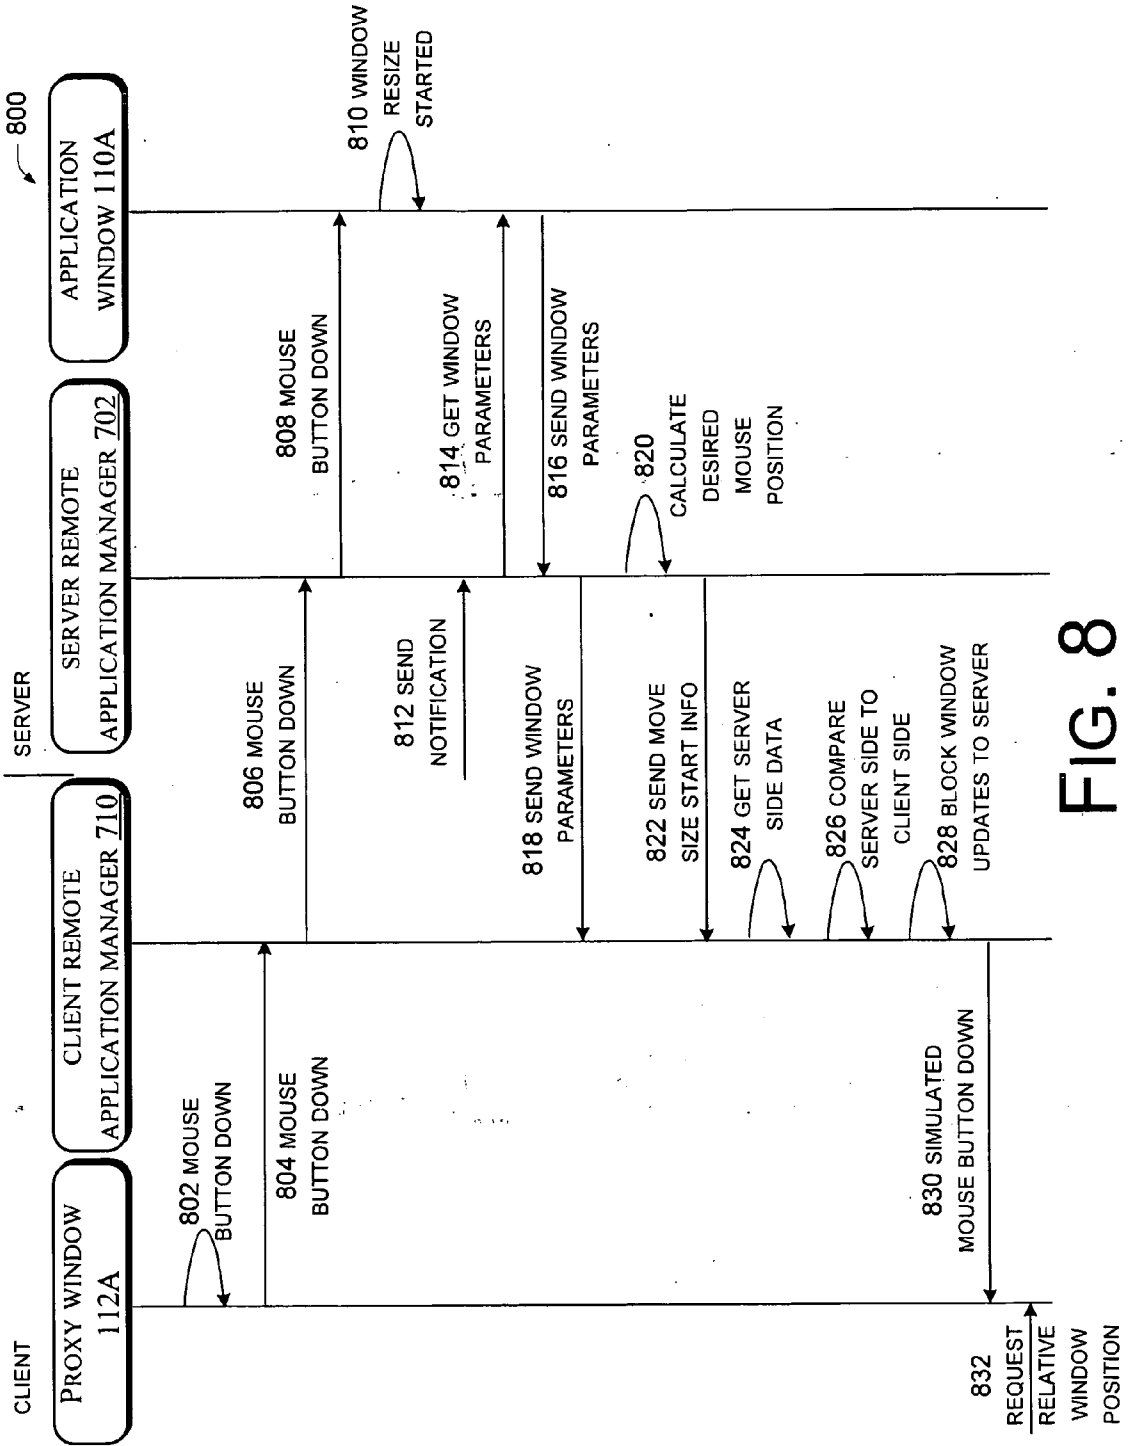 800
CLIENT
SERVER
PROXY WINDOW
112A
CLIENT REMOTE
APPLICATION MANAGER 710
SERVER REMOTE
APPLICATION MANAGER 702
APPLICATION
WINDOW 110A
802 MOUSE
BUTTON DOWN
804 MOUSE
BUTTON DOWN
806 MOUSE
BUTTON DOWN
808 MOUSE
BUTTON DOWN
810 WINDOW
RESIZE
STARTED
812 SEND
NOTIFICATION
814 GET WINDOW
PARAMETERS
816 SEND WINDOW
PARAMETERS
818 SEND WINDOW
PARAMETERS
820
CALCULATE
DESIRED
MOUSE
POSITION
822 SEND MOVE
SIZE START INFO
824 GET SERVER
SIDE DATA
826 COMPARE
SERVER SIDE TO
CLIENT SIDE
828 BLOCK WINDOW
UPDATES TO SERVER
830 SIMULATED
MOUSE BUTTON DOWN
832
REQUEST
RELATIVE
WINDOW
POSITION
FIG. 8